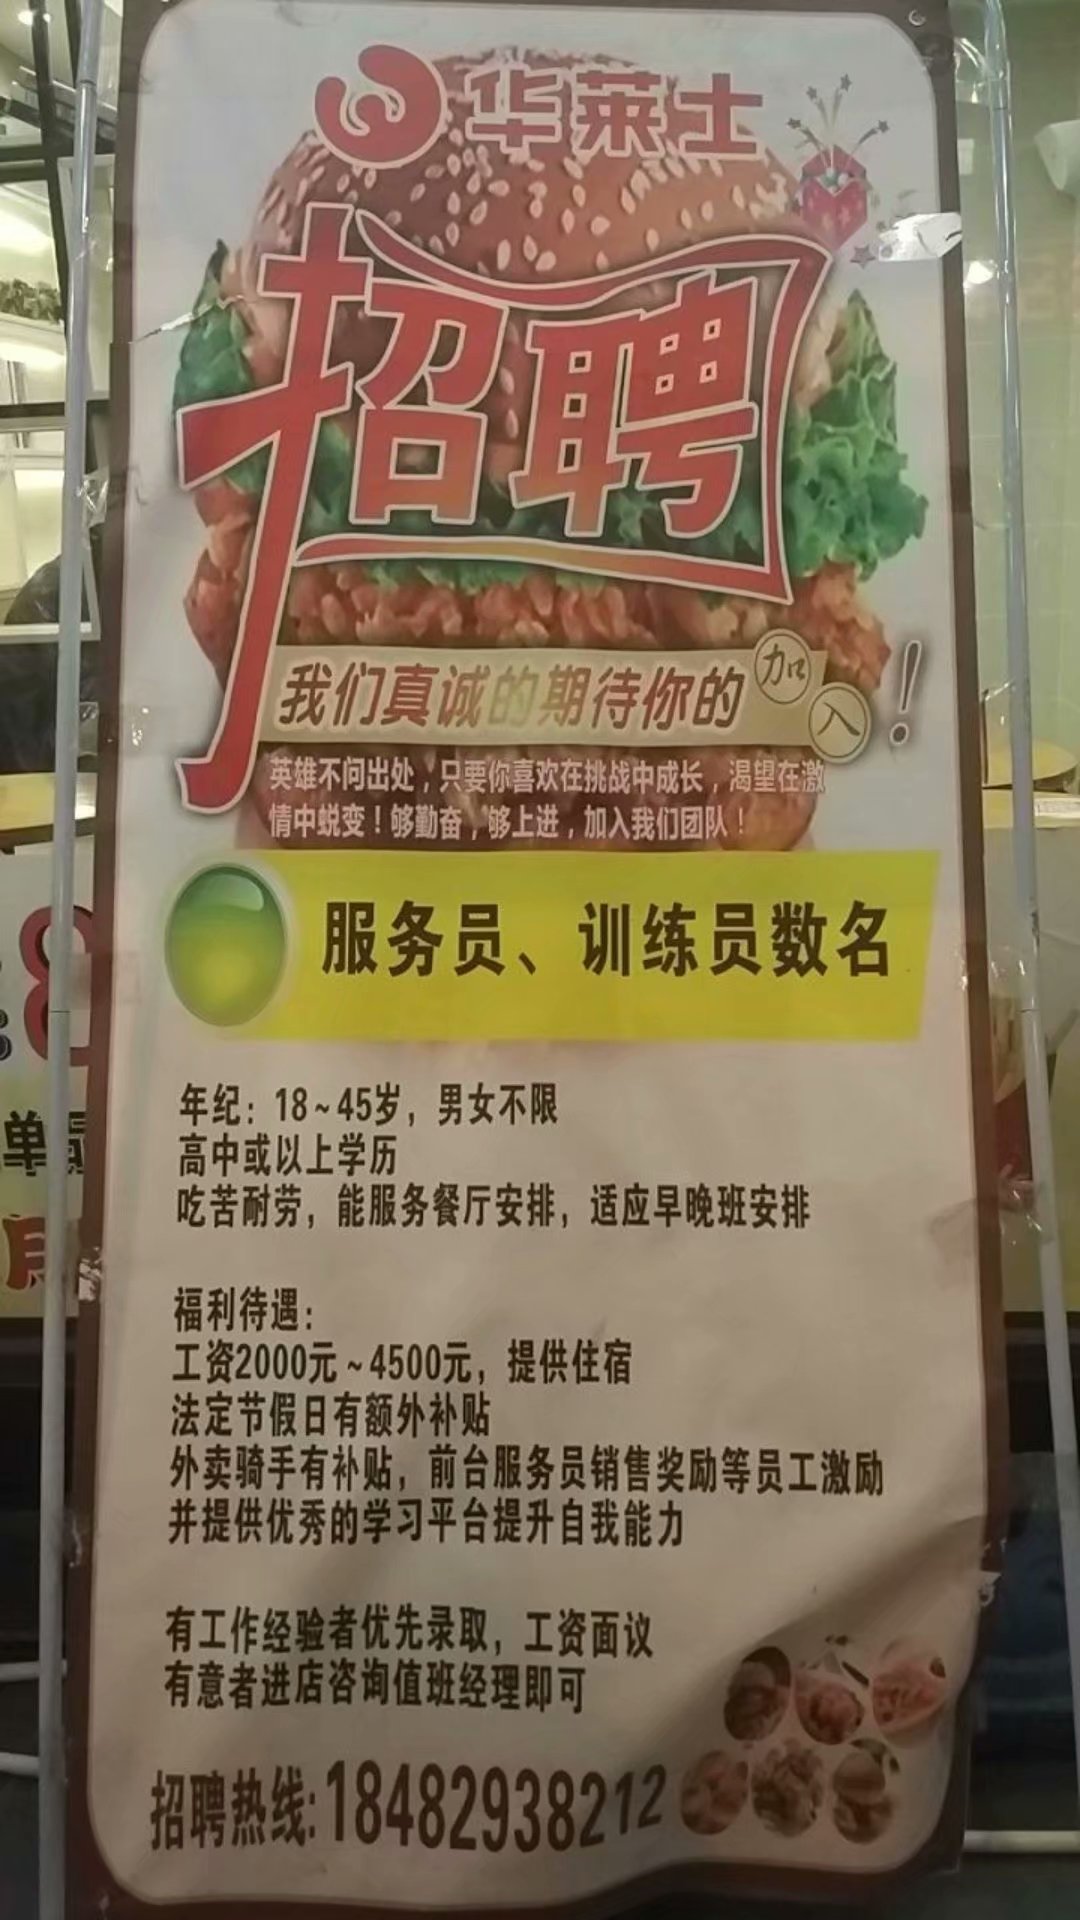 华莱士
招聘
我们真诚的期待你的加入！
英雄不问出处，只要你喜欢在挑战中成长，渴望在激
情中蜕变！够勤奋，够上进，加入我们团队！
服务员、训练员数名
年纪：18~45岁，男女不限
高中或以上学历
吃苦耐劳，能服务餐厅安排，适应早晚班安排
福利待遇：
工资2000元~4500元，提供住宿
法定节假日有额外补贴
外卖骑手有补贴，前台服务员销售奖励等员工激励
并提供优秀的学习平台提升自我能力
有工作经验者优先录取，工资面议
有意者进店咨询值班经理即可
招聘热线:18482938212
8
单